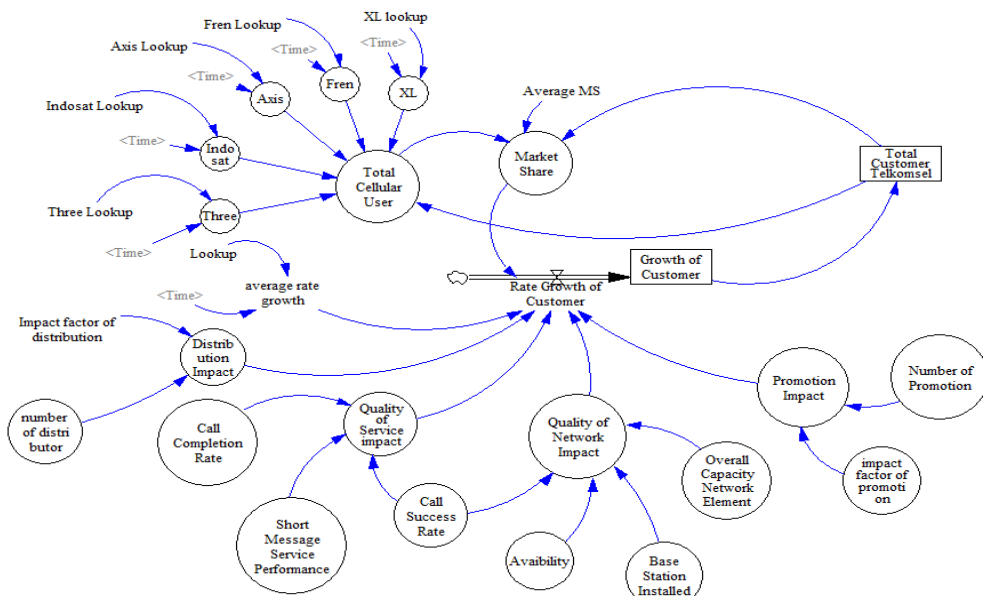 Fren Lookup
XL lookup
<Time>
<Time>
Axis Lookup
<Time>
Fren
XL
Axis
Average MS
Indosat Lookup
<Time>
Indo
sat
Total
Cellular
User
Market
Share
Total
Customer
Telkomsel
Three Lookup
Three
<Time>
Lookup
Growth of
Customer
average rate
growth
Rate Growth of
Customer
<Time>
Impact factor of
distribution
Distrib
ution
Impact
Promotion
Impact
Number of
Promotion
number
of distri
butor
Call
Completion
Rate
Quality
of
Service impact
Quality of
Network
Impact
Overall
Capacity
Network
Element
impact
factor of
promoti
on
Short
Message
Service
Performance
Call
Success
Rate
Avaibility
Base
Station
Installed